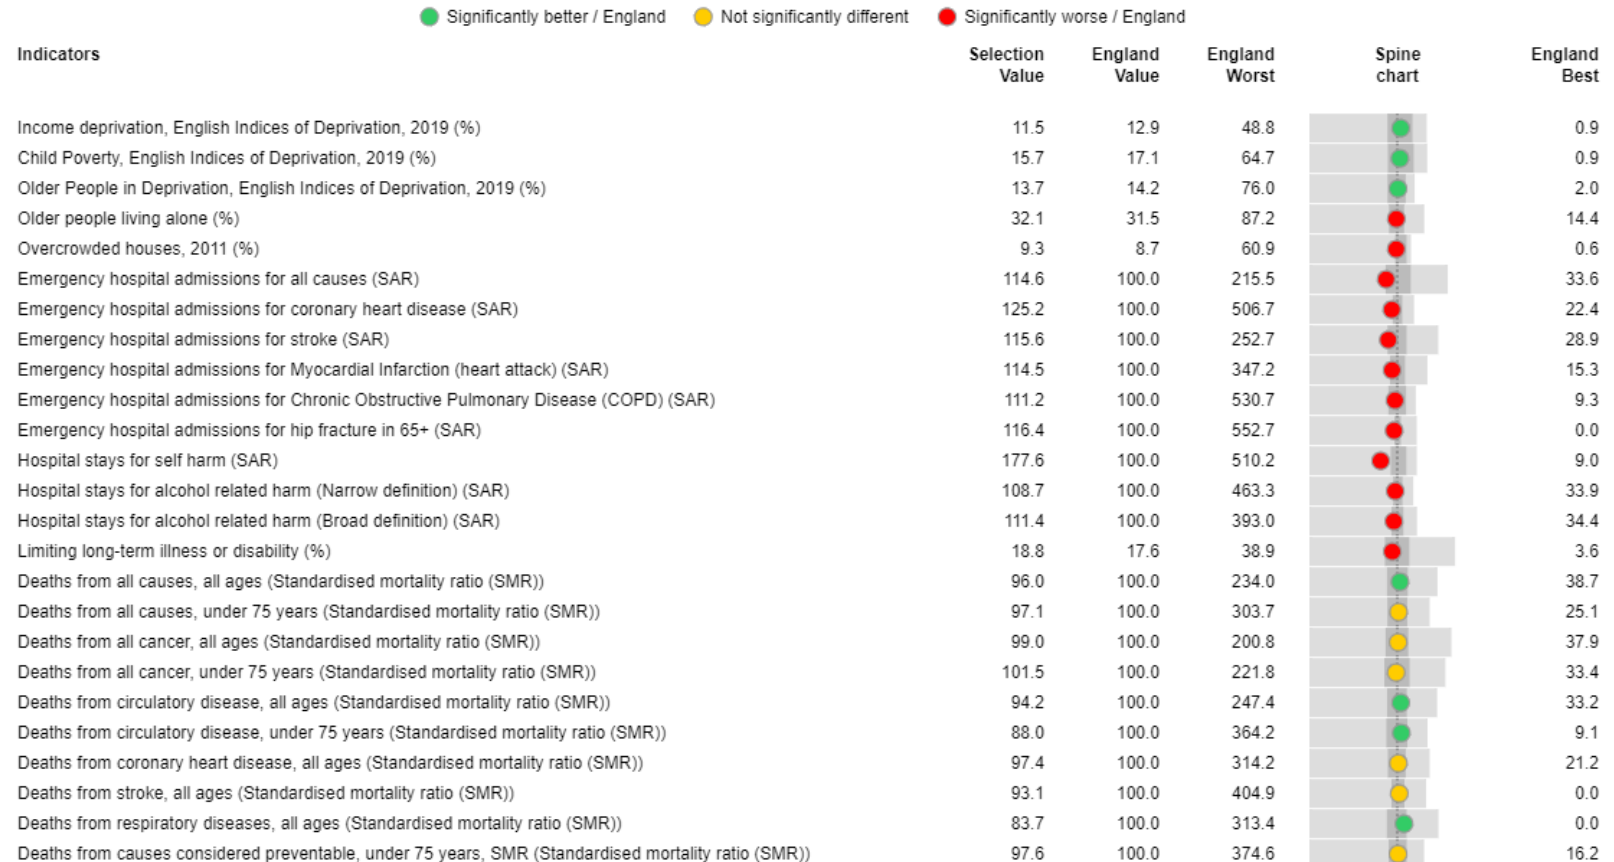 Significantly better / England Not significantly different Significantly worse / England
Indicators Selection Value England Value England Worst Spine chart England Best
Income deprivation, English Indices of Deprivation, 2019 (%) 11.5 12.9 48.8 0.9
Child Poverty, English Indices of Deprivation, 2019 (%) 15.7 17.1 64.7 0.9
Older People in Deprivation, English Indices of Deprivation, 2019 (%) 13.7 14.2 76.0 2.0
Older people living alone (%) 32.1 31.5 87.2 14.4
Overcrowded houses, 2011 (%) 9.3 8.7 60.9 0.6
Emergency hospital admissions for all causes (SAR) 114.6 100.0 215.5 33.6
Emergency hospital admissions for coronary heart disease (SAR) 125.2 100.0 506.7 22.4
Emergency hospital admissions for stroke (SAR) 115.6 100.0 252.7 28.9
Emergency hospital admissions for Myocardial Infarction (heart attack) (SAR) 114.5 100.0 347.2 15.3
Emergency hospital admissions for Chronic Obstructive Pulmonary Disease (COPD) (SAR) 111.2 100.0 530.7 9.3
Emergency hospital admissions for hip fracture in 65+ (SAR) 116.4 100.0 552.7 0.0
Hospital stays for self harm (SAR) 177.6 100.0 510.2 9.0
Hospital stays for alcohol related harm (Narrow definition) (SAR) 108.7 100.0 463.3 33.9
Hospital stays for alcohol related harm (Broad definition) (SAR) 111.4 100.0 393.0 34.4
Limiting long-term illness or disability (%) 18.8 17.6 38.9 3.6
Deaths from all causes, all ages (Standardised mortality ratio (SMR)) 96.0 100.0 234.0 38.7
Deaths from all causes, under 75 years (Standardised mortality ratio (SMR)) 97.1 100.0 303.7 25.1
Deaths from all cancer, all ages (Standardised mortality ratio (SMR)) 99.0 100.0 200.8 37.9
Deaths from all cancer, under 75 years (Standardised mortality ratio (SMR)) 101.5 100.0 221.8 33.4
Deaths from circulatory disease, all ages (Standardised mortality ratio (SMR)) 94.2 100.0 247.4 33.2
Deaths from circulatory disease, under 75 years (Standardised mortality ratio (SMR)) 88.0 100.0 364.2 9.1
Deaths from coronary heart disease, all ages (Standardised mortality ratio (SMR)) 97.4 100.0 314.2 21.2
Deaths from stroke, all ages (Standardised mortality ratio (SMR)) 93.1 100.0 404.9 0.0
Deaths from respiratory diseases, all ages (Standardised mortality ratio (SMR)) 83.7 100.0 313.4 0.0
Deaths from causes considered preventable, under 75 years, SMR (Standardised mortality ratio (SMR)) 97.6 100.0 374.6 16.2